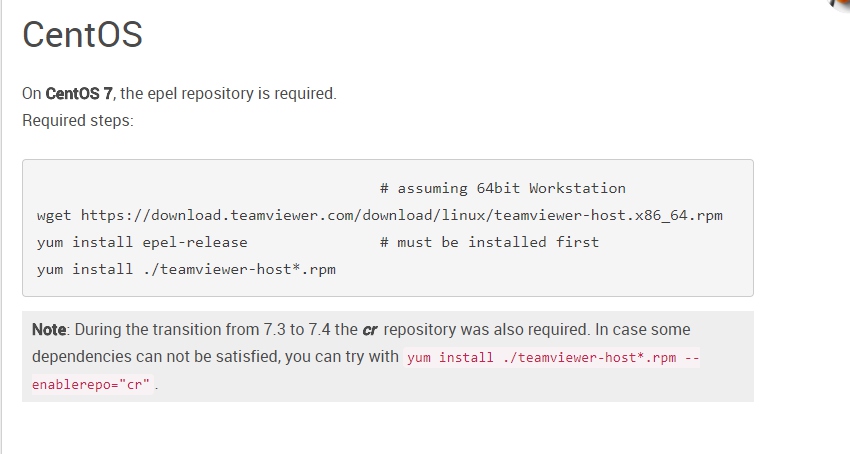 CentOS
On CentOS 7, the epel repository is required.
Required steps:
# assuming 64bit Workstation
wget https://download.teamviewer.com/download/linux/teamviewer-host.x86_64.rpm
yum install epel-release # must be installed first
yum install ./teamviewer-host*.rpm
Note: During the transition from 7.3 to 7.4 the cr repository was also required. In case some
dependencies can not be satisfied, you can try with yum install ./teamviewer-host*.rpm --
enablerepo="cr" .